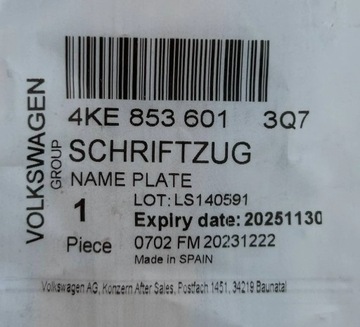 4KE 853 601 3Q7
VOLKSWAGEN
GROUP
SCHRIFTZUG
NAME PLATE
1
Piece
LOT: LS140591
Expiry date: 20251130
0702 FM 20231222
Made in SPAIN
Volkswagen AG, Konzern After Sales, Postfach 1451, 34219 Baunatal